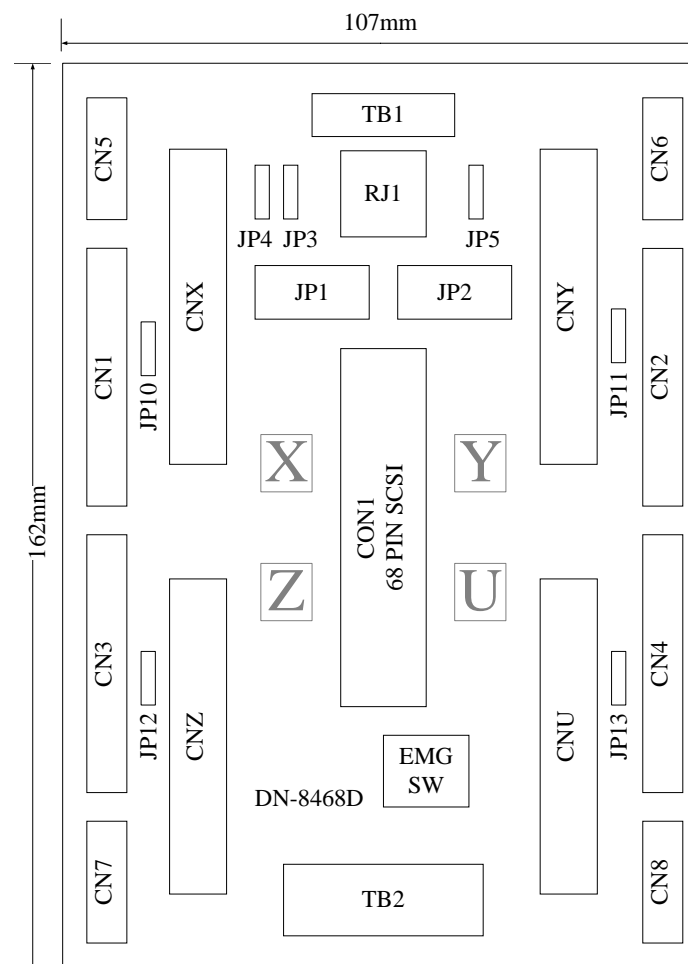 107mm
TB1
CN5
CN6
RJ1
JP4
JP3
JP5
CNX
CNY
JP1
JP2
CN1
CN2
JP10
JP11
X
Y
162mm
CON1
68 PIN SCSI
Z
U
CN3
CN4
JP12
JP13
CNZ
CNU
EMG
SW
DN-8468D
CN7
CN8
TB2